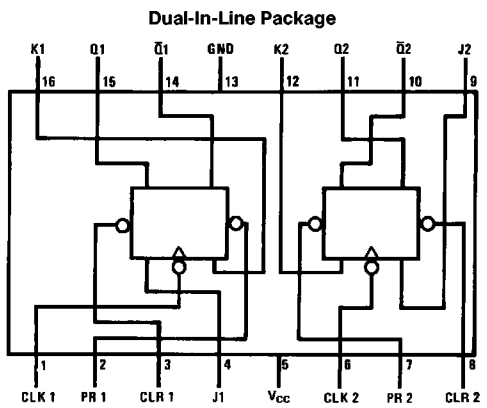 Dual-In-Line Package
K1 Q1 Q̅1 GND K2 Q2 Q̅2 J2
16 15 14 13 12 11 10 9
1 2 3 4 5 6 7 8
CLK 1 PR 1 CLR 1 J1 VCC CLK 2 PR 2 CLR 2